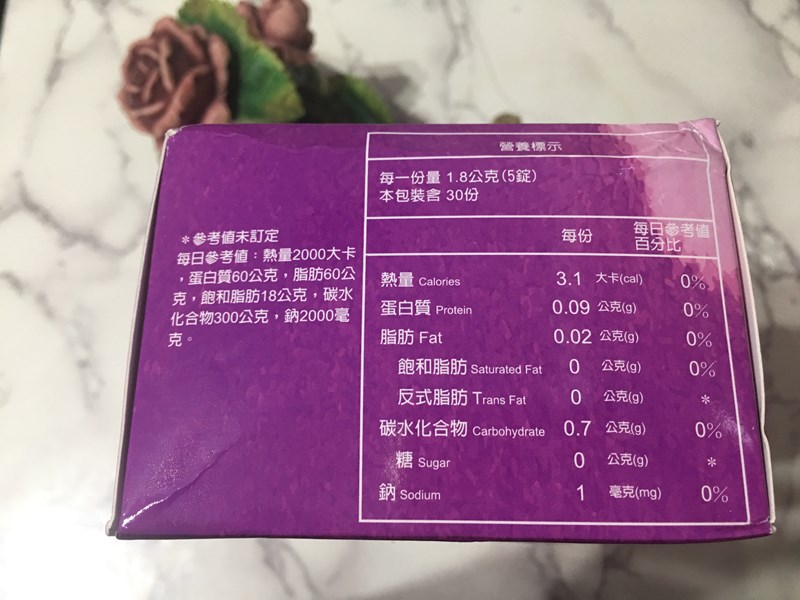 ＊參考值未訂定
每日參考值：熱量2000大卡
，蛋白質60公克，脂肪60公
克，飽和脂肪18公克，碳水
化合物300公克，鈉2000毫
克。
營養標示
每一份量 1.8公克(5錠)
本包裝含 30份
每份 每日參考值
百分比
熱量 Calories 3.1 大卡(cal) 0%
蛋白質 Protein 0.09 公克(g) 0%
脂肪 Fat 0.02 公克(g) 0%
飽和脂肪 Saturated Fat 0 公克(g) 0%
反式脂肪 Trans Fat 0 公克(g) ＊
碳水化合物 Carbohydrate 0.7 公克(g) 0%
糖 Sugar 0 公克(g) ＊
鈉 Sodium 1 毫克(mg) 0%